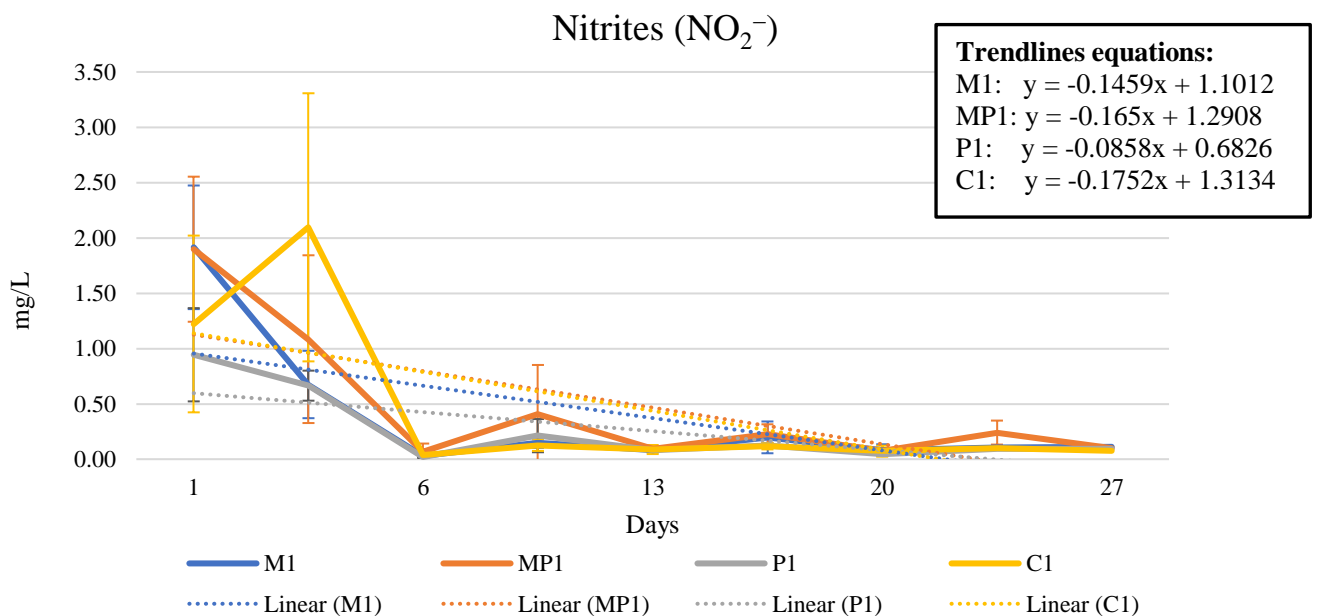 Nitrites (NO₂⁻)
Trendlines equations:
M1: y = -0.1459x + 1.1012
MP1: y = -0.165x + 1.2908
P1: y = -0.0858x + 0.6826
C1: y = -0.1752x + 1.3134
3.50
3.00
2.50
2.00
1.50
1.00
0.50
0.00
mg/L
1 6 13 20 27
Days
M1 MP1 P1 C1
Linear (M1) Linear (MP1) Linear (P1) Linear (C1)